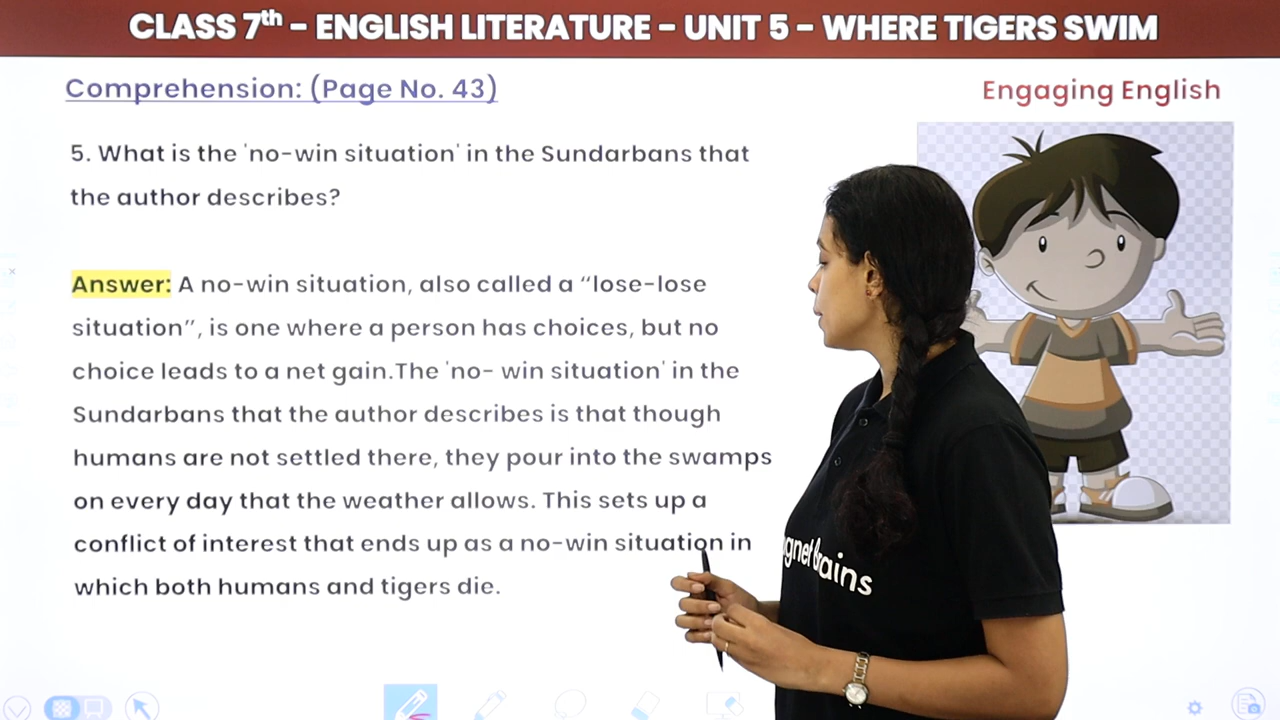 CLASS 7th - ENGLISH LITERATURE - UNIT 5 - WHERE TIGERS SWIM
Comprehension: (Page No. 43)
Engaging English
5. What is the 'no-win situation' in the Sundarbans that
the author describes?
Answer: A no-win situation, also called a “lose-lose
situation”, is one where a person has choices, but no
choice leads to a net gain.The 'no- win situation' in the
Sundarbans that the author describes is that though
humans are not settled there, they pour into the swamps
on every day that the weather allows. This sets up a
conflict of interest that ends up as a no-win situation in
which both humans and tigers die.
gnet brains